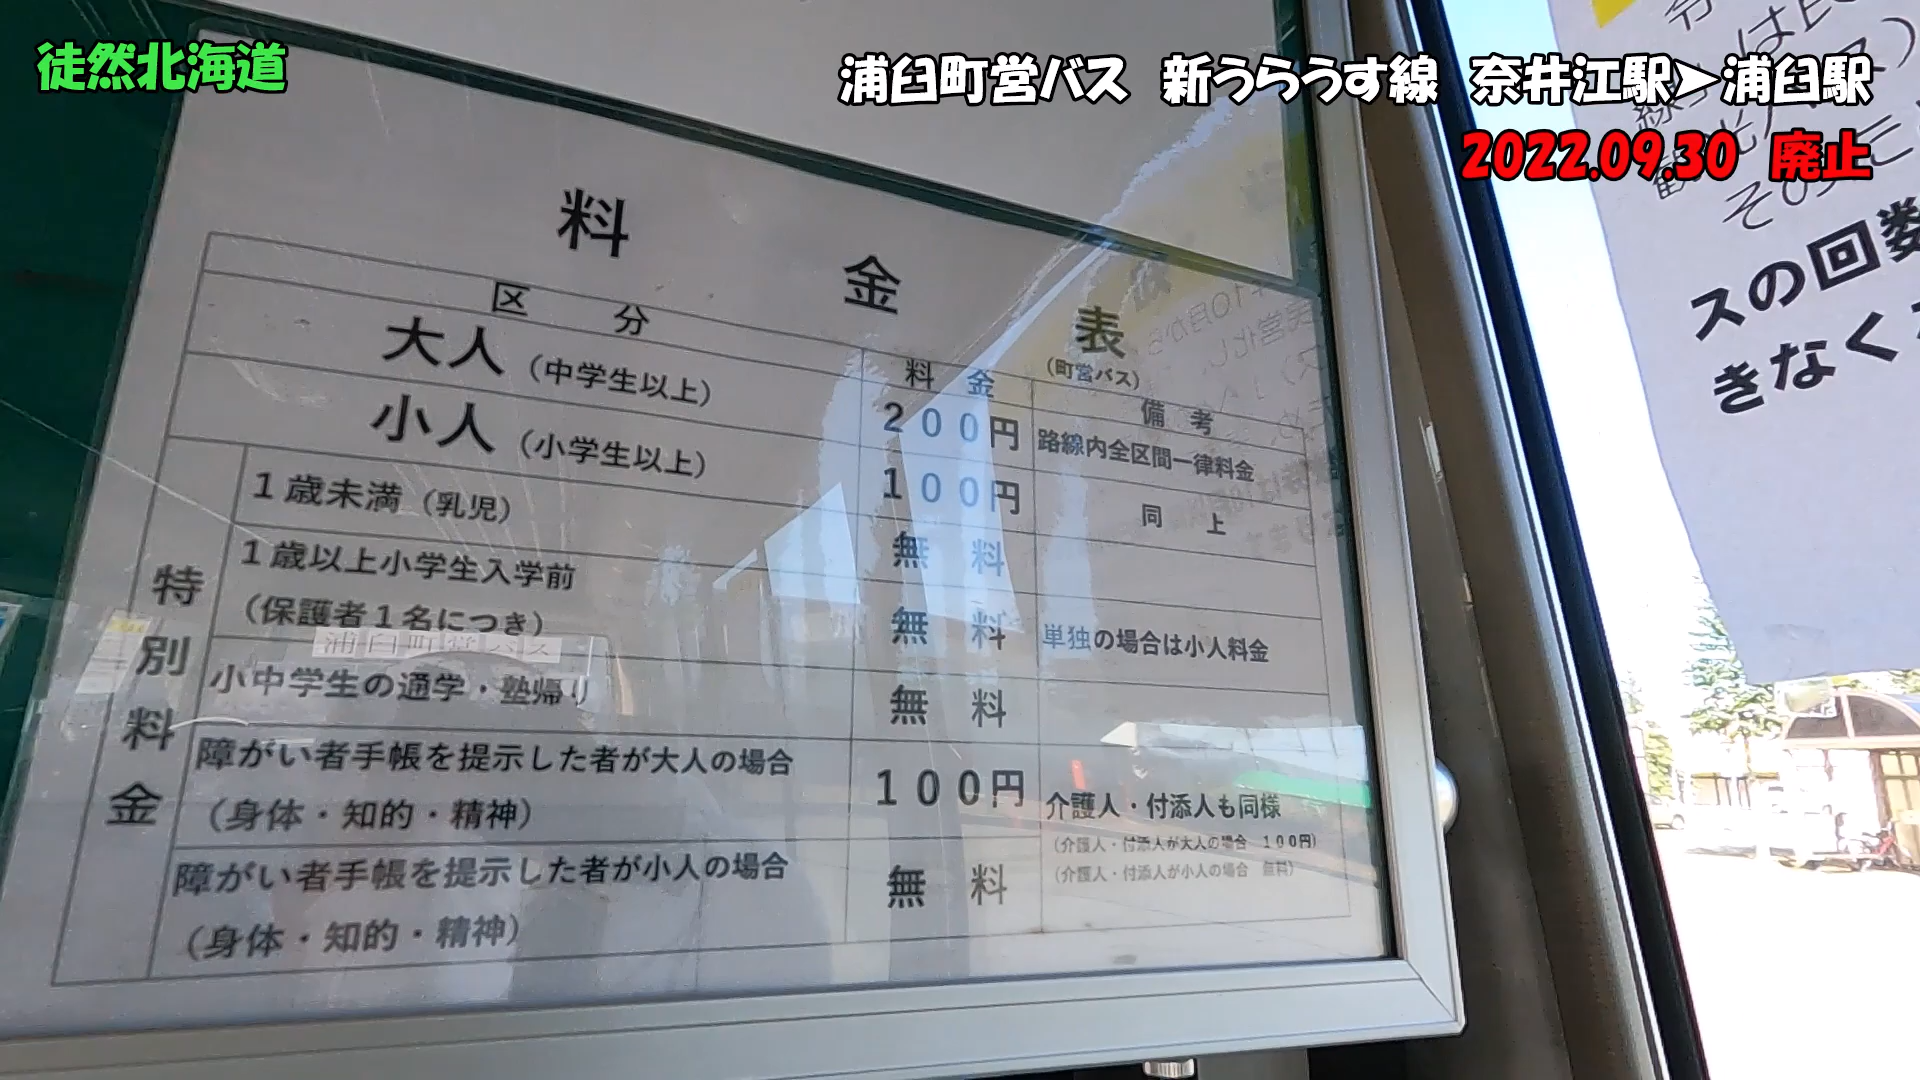 徒然北海道
浦臼町営バス 新うらうす線 奈井江駅➤浦臼駅
2022.09.30 廃止
料金表
(町営バス)
区分 料金 備考
大人(中学生以上) 200円 路線内全区間一律料金
小人(小学生以上) 100円 同上
特別料金
1歳未満(乳児) 無料
1歳以上小学生入学前
(保護者1名につき) 無料 単独の場合は小人料金
小中学生の通学・塾帰り 無料
障がい者手帳を提示した者が大人の場合
(身体・知的・精神) 100円 介護人・付添人も同様
(介護人・付添人が大人の場合 100円)
(介護人・付添人が小人の場合 無料)
障がい者手帳を提示した者が小人の場合
(身体・知的・精神) 無料
浦臼町営バス
スの回数
きなく